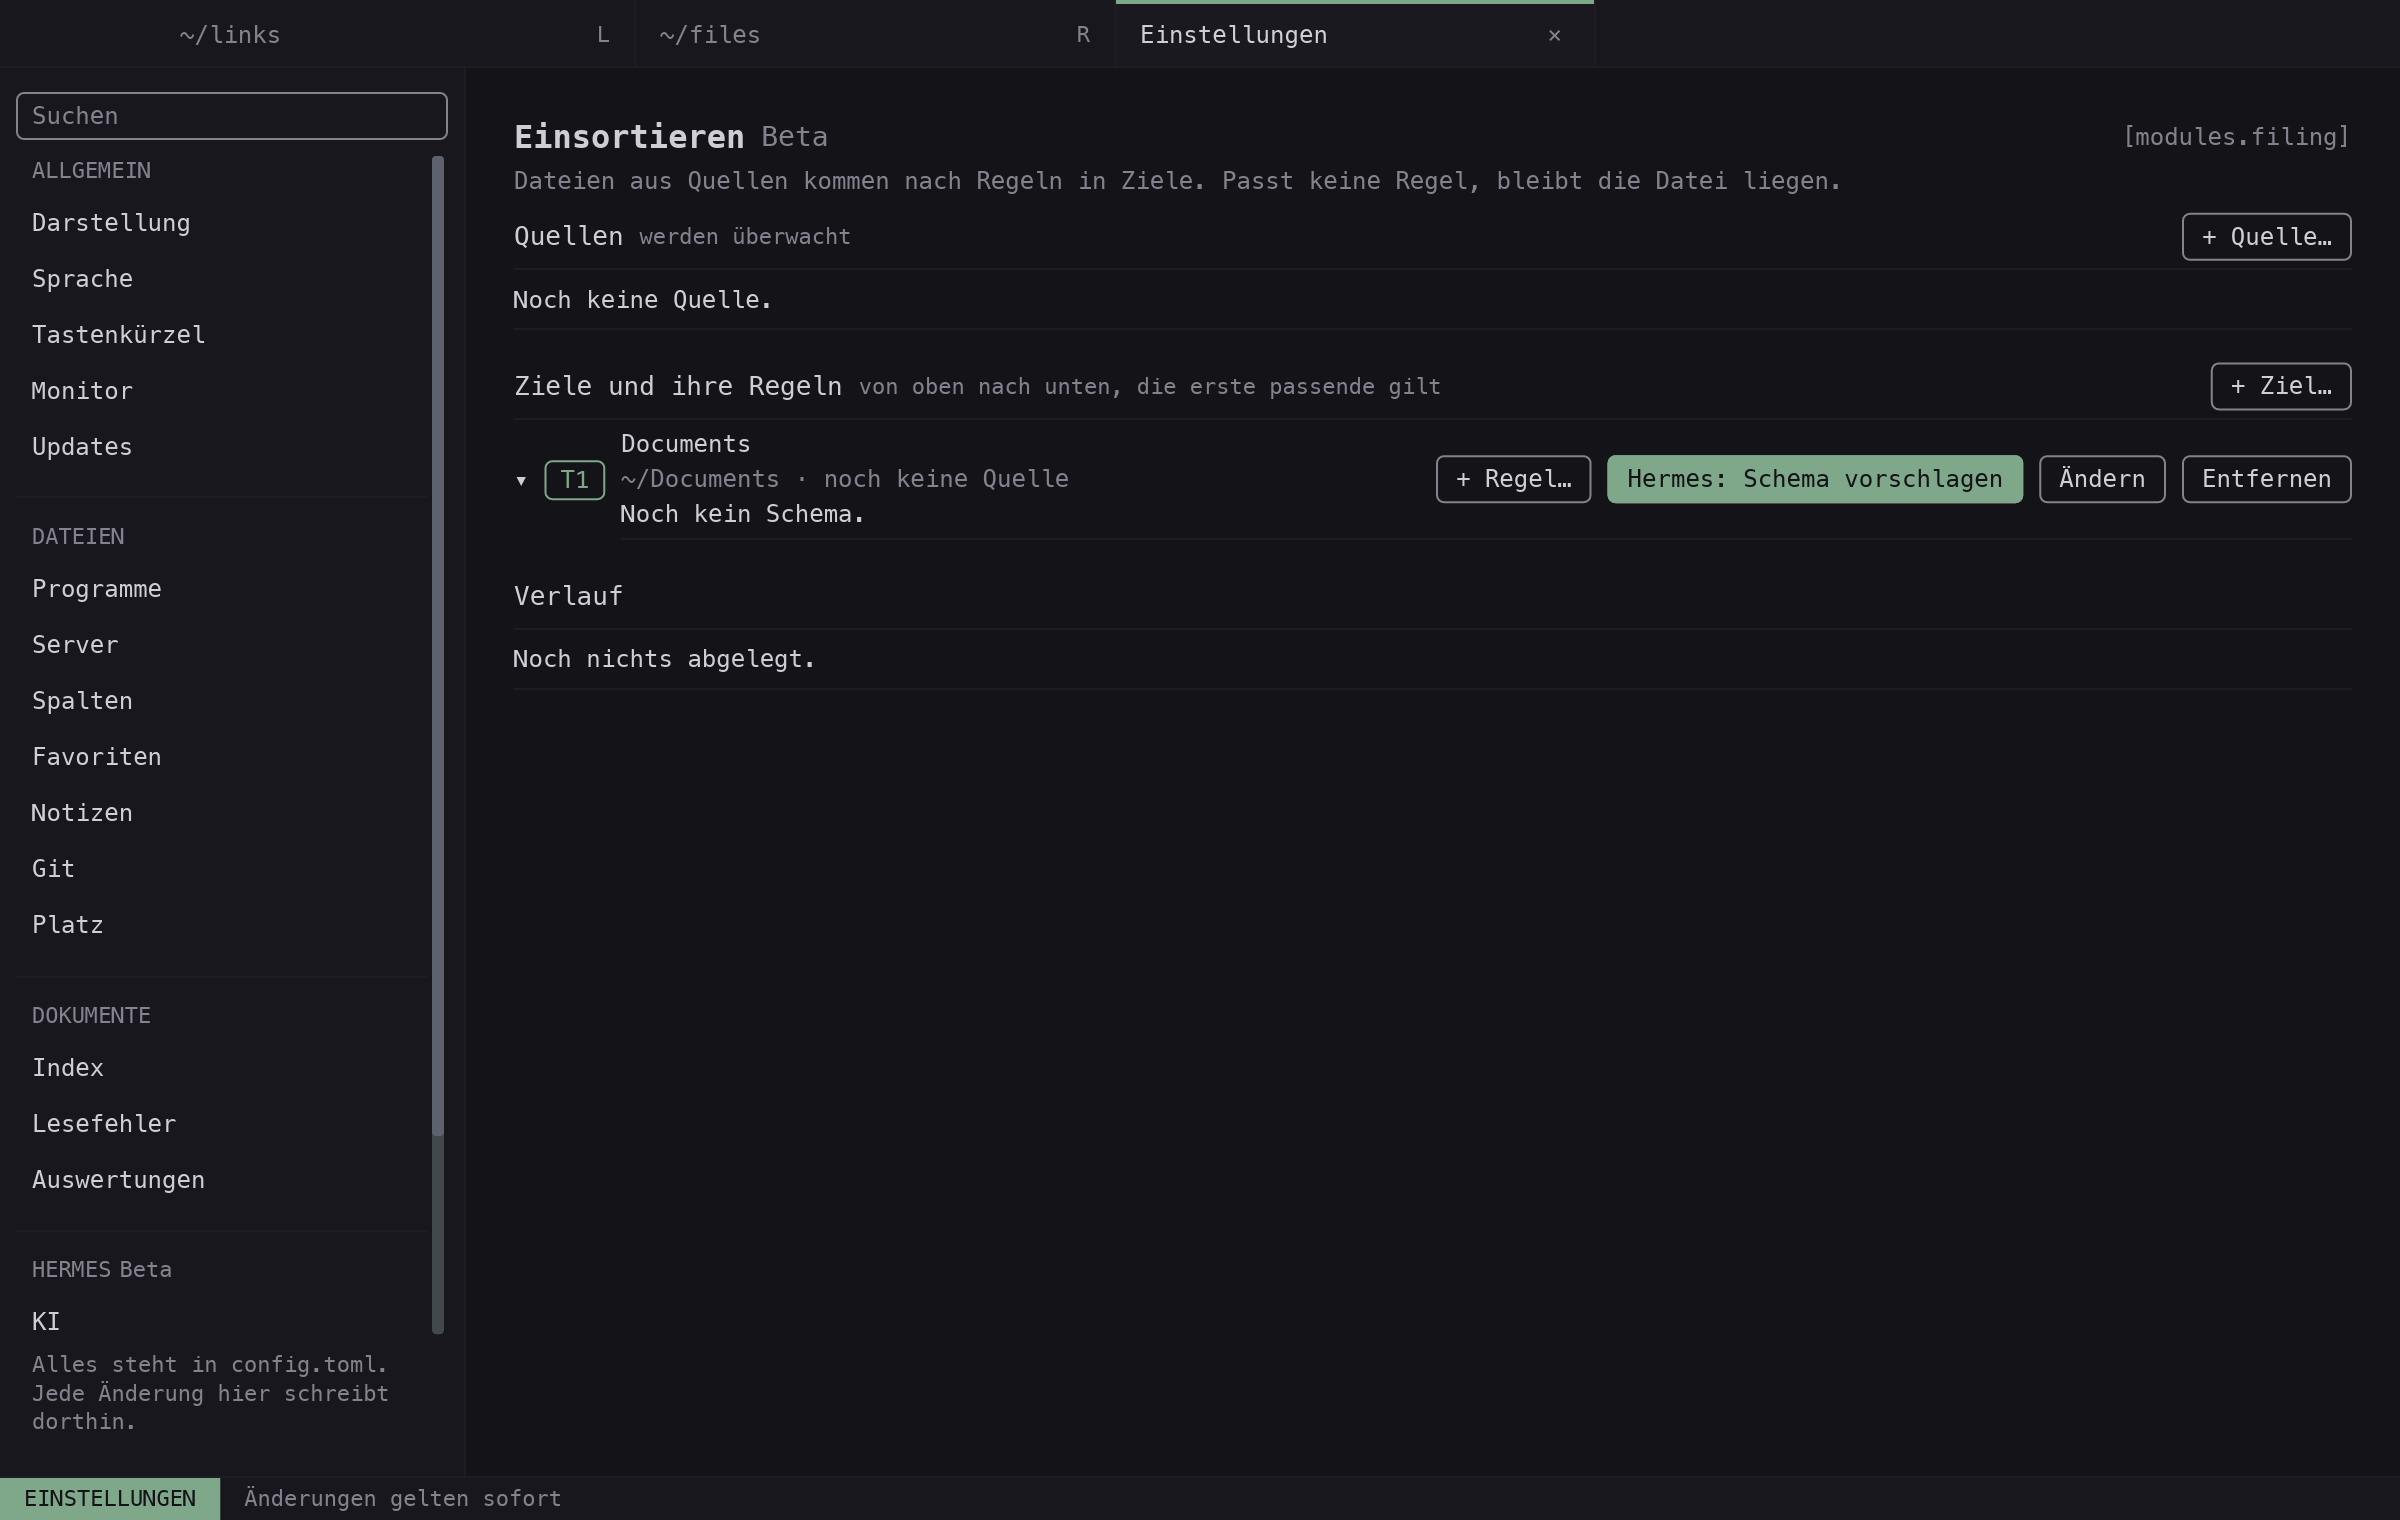 ~/links L ~/files R Einstellungen ×
Suchen
ALLGEMEIN
Darstellung
Sprache
Tastenkürzel
Monitor
Updates
DATEIEN
Programme
Server
Spalten
Favoriten
Notizen
Git
Platz
DOKUMENTE
Index
Lesefehler
Auswertungen
HERMES Beta
KI
Alles steht in config.toml.
Jede Änderung hier schreibt
dorthin.
Einsortieren Beta [modules.filing]
Dateien aus Quellen kommen nach Regeln in Ziele. Passt keine Regel, bleibt die Datei liegen.
Quellen werden überwacht + Quelle…
Noch keine Quelle.
Ziele und ihre Regeln von oben nach unten, die erste passende gilt + Ziel…
Documents
▾ T1 ~/Documents · noch keine Quelle + Regel… Hermes: Schema vorschlagen Ändern Entfernen
Noch kein Schema.
Verlauf
Noch nichts abgelegt.
EINSTELLUNGEN Änderungen gelten sofort